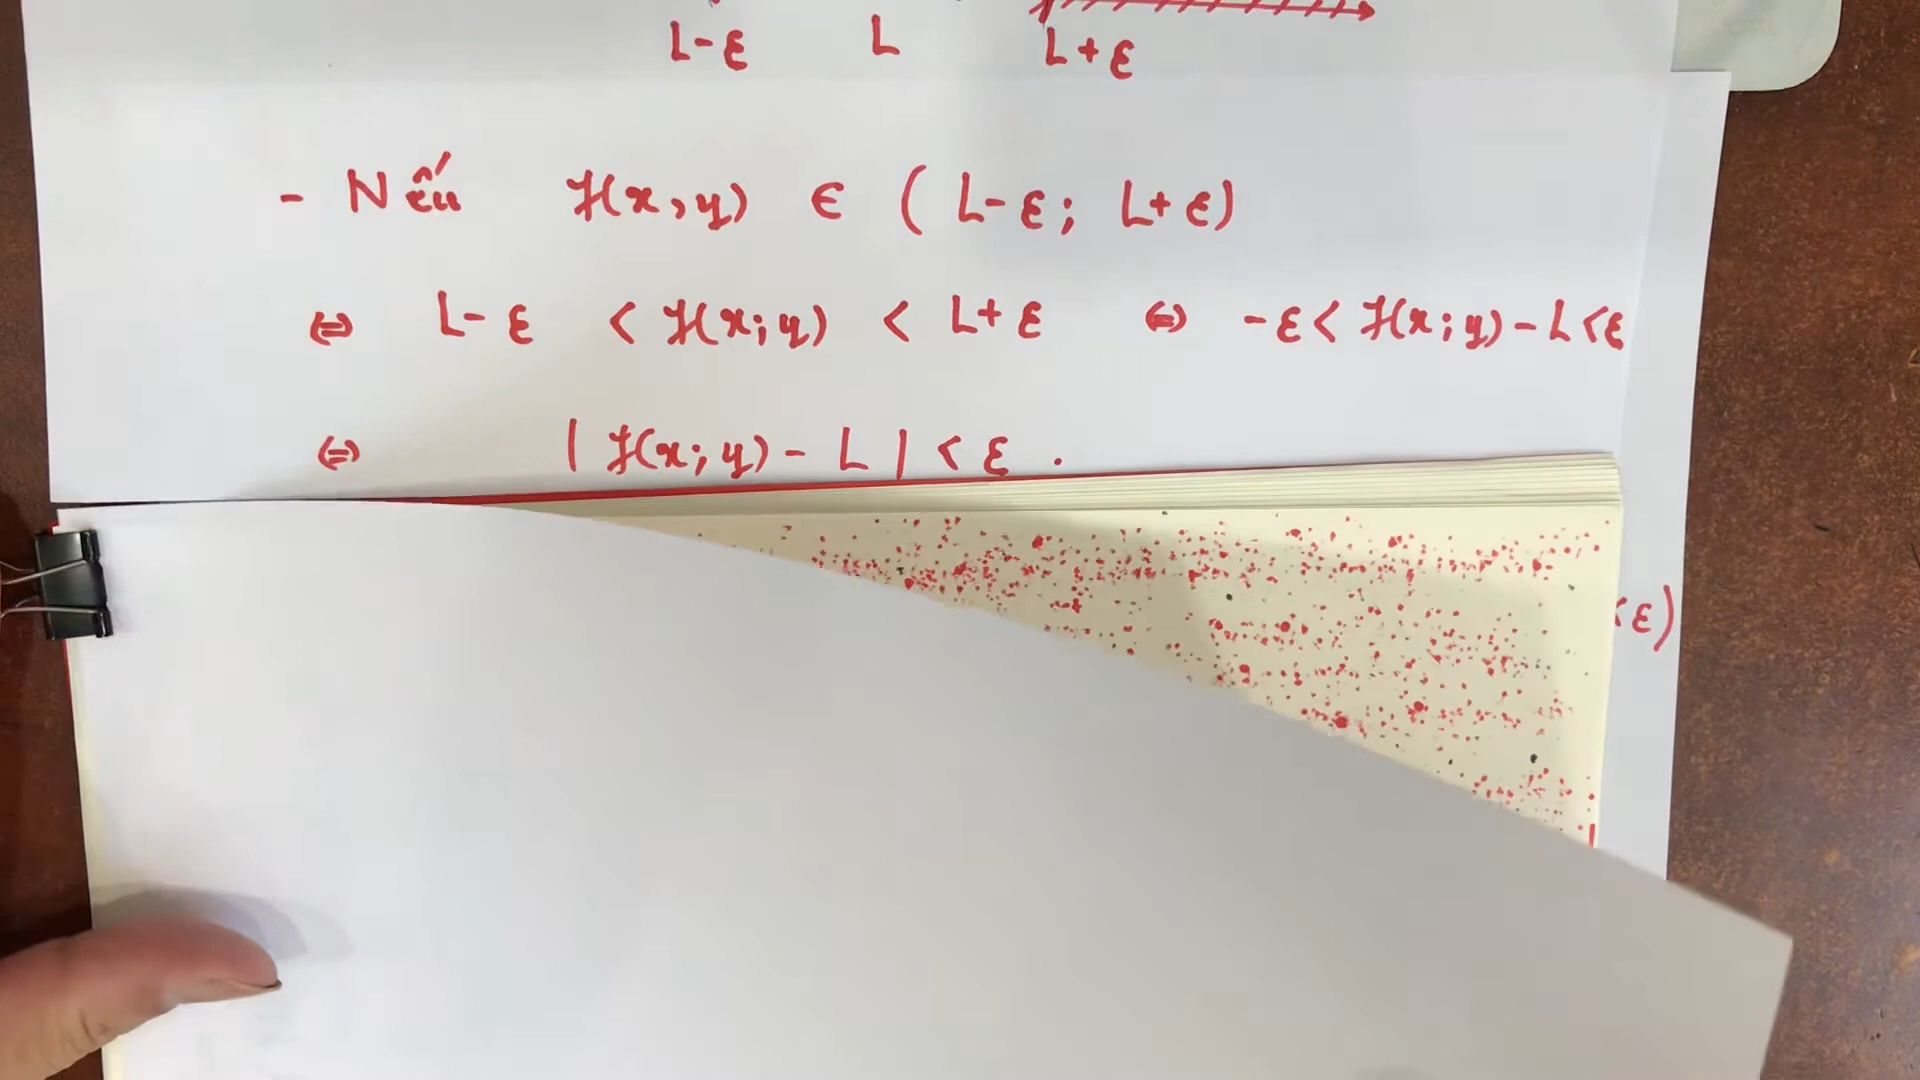 L-ε L L+ε
- Nếu f(x,y) ∈ (L-ε; L+ε)
⇔ L-ε < f(x;y) < L+ε ⇔ -ε < f(x;y) - L < ε
⇔ |f(x;y) - L| < ε .
< ε)